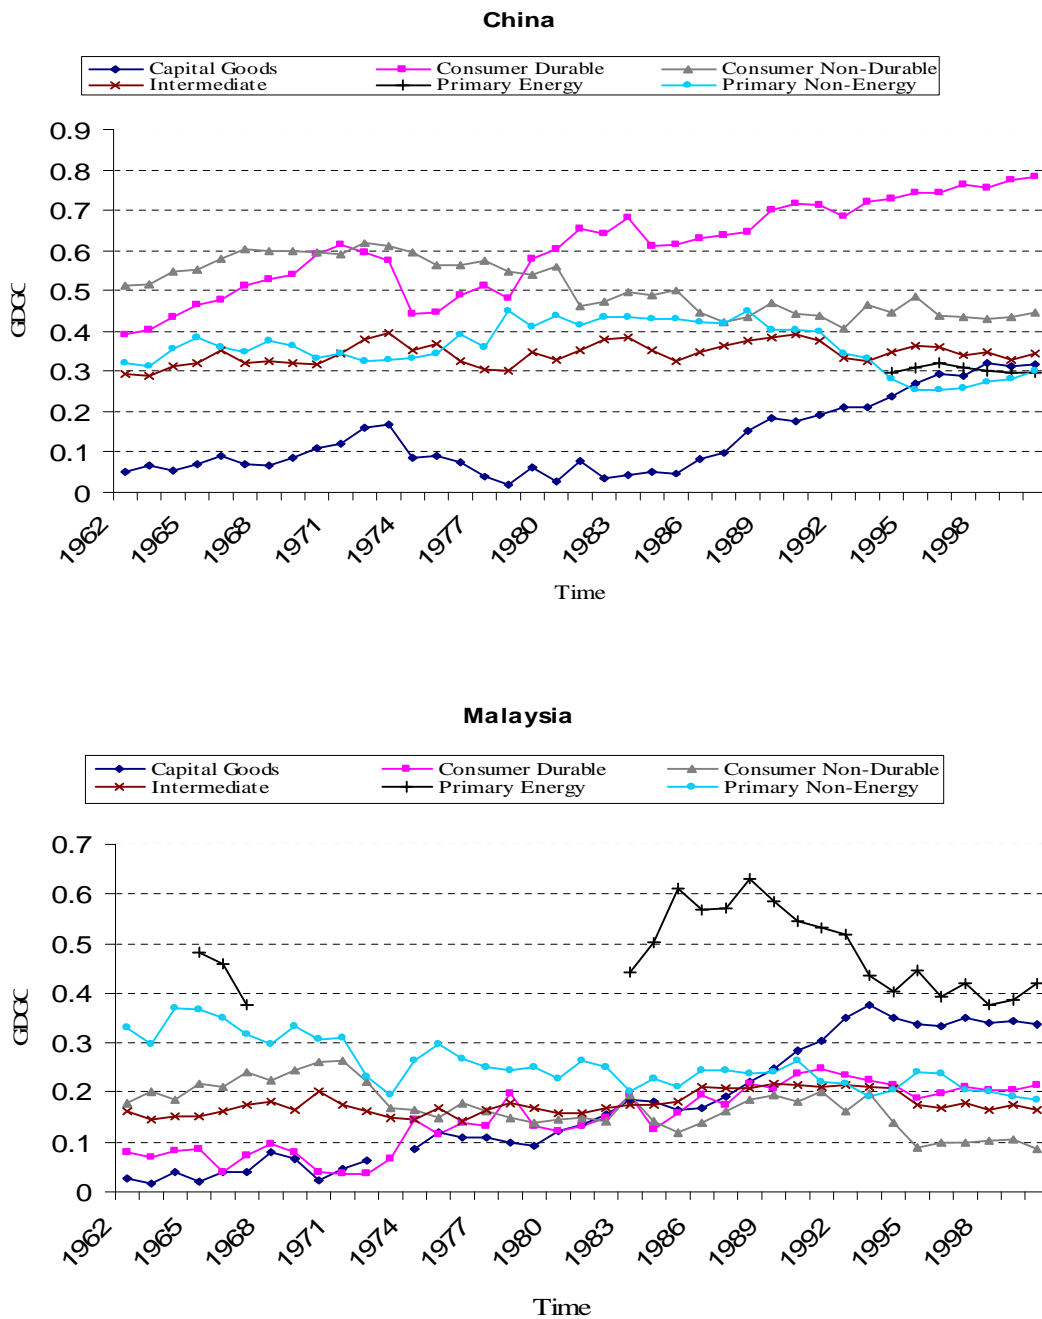 China
Capital Goods Consumer Durable Consumer Non-Durable
Intermediate Primary Energy Primary Non-Energy
0.9
0.8
0.7
0.6
0.5
0.4
0.3
0.2
0.1
0
GDGC
1962 1965 1968 1971 1974 1977 1980 1983 1986 1989 1992 1995 1998
Time
Malaysia
Capital Goods Consumer Durable Consumer Non-Durable
Intermediate Primary Energy Primary Non-Energy
0.7
0.6
0.5
0.4
0.3
0.2
0.1
0
GDGC
1962 1965 1968 1971 1974 1977 1980 1983 1986 1989 1992 1995 1998
Time